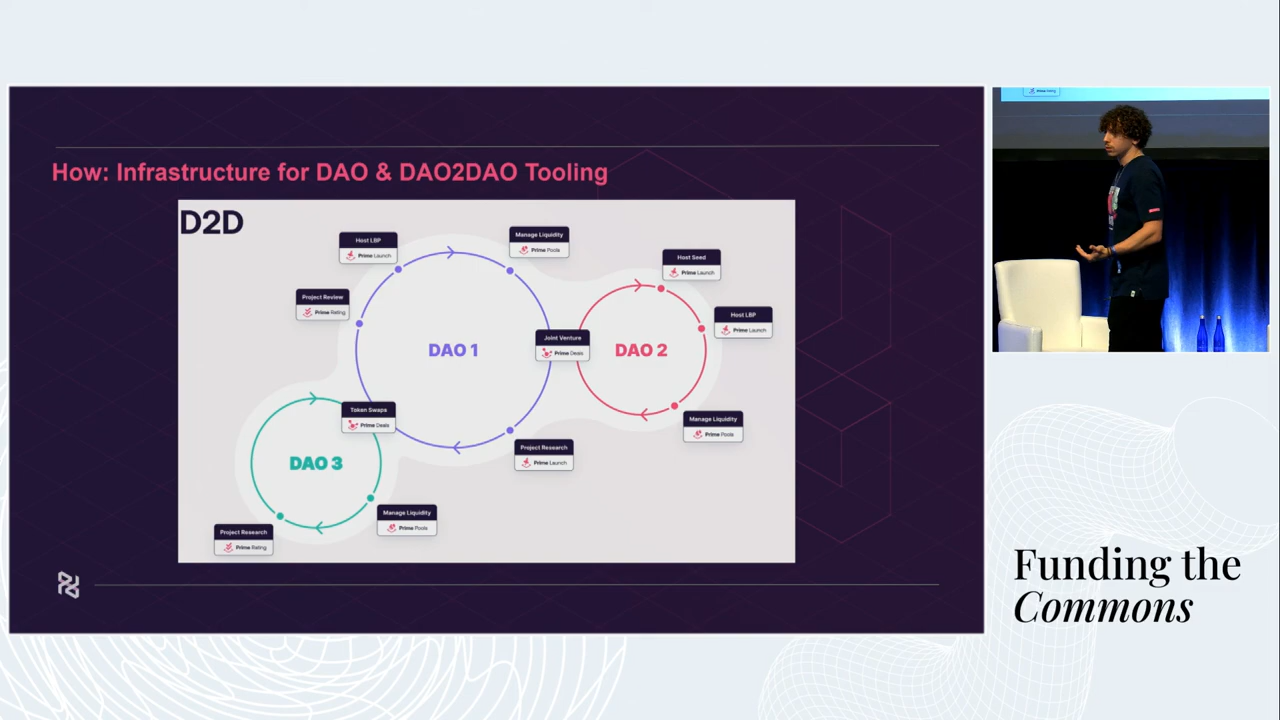 How: Infrastructure for DAO & DAO2DAO Tooling
D2D
Host LBP
Prime Launch
Manage Liquidity
Prime Pools
Host Seed
Prime Launch
Project Review
Prime Rating
Host LBP
Prime Launch
Joint Venture
Prime Deals
DAO 1
DAO 2
Token Swaps
Prime Deals
Manage Liquidity
Prime Pools
Project Research
Prime Launch
DAO 3
Manage Liquidity
Prime Pools
Project Research
Prime Rating
Funding the
Commons